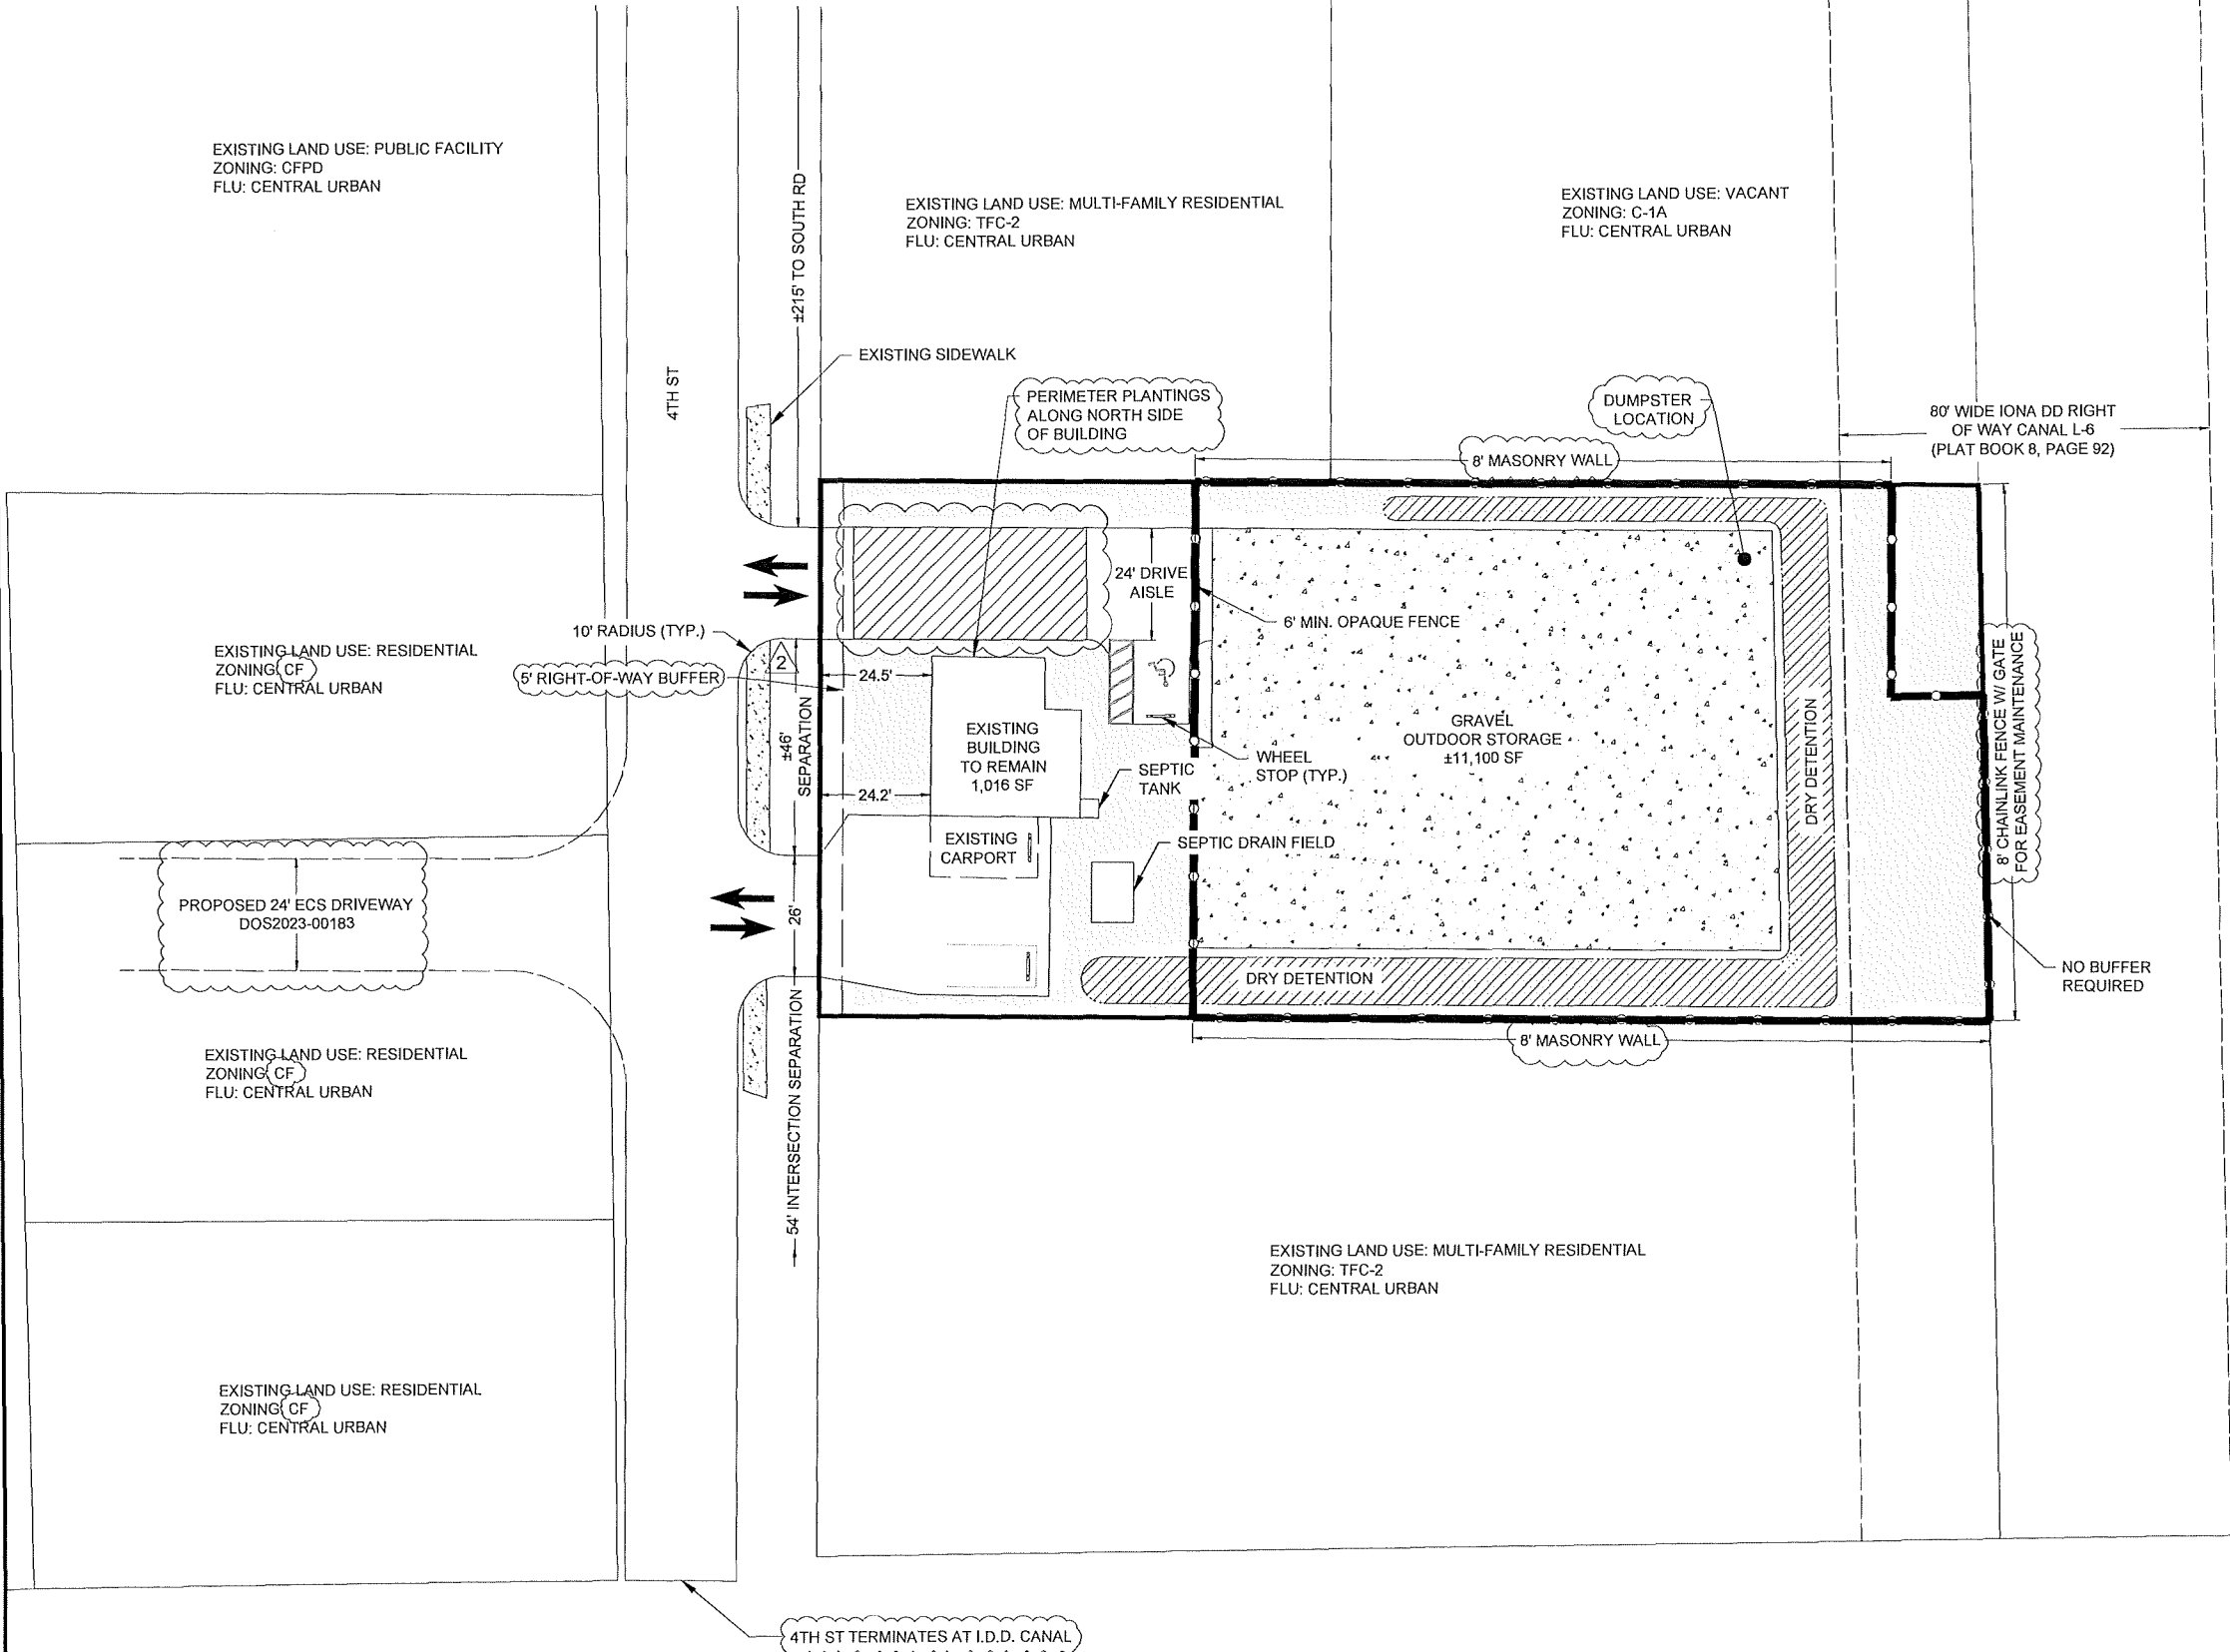 EXISTING LAND USE: PUBLIC FACILITY
ZONING: CFPD
FLU: CENTRAL URBAN
±215' TO SOUTH RD
EXISTING LAND USE: MULTI-FAMILY RESIDENTIAL
ZONING: TFC-2
FLU: CENTRAL URBAN
EXISTING LAND USE: VACANT
ZONING: C-1A
FLU: CENTRAL URBAN
EXISTING SIDEWALK
4TH ST
PERIMETER PLANTINGS
ALONG NORTH SIDE
OF BUILDING
DUMPSTER
LOCATION
80' WIDE IONA DD RIGHT
OF WAY CANAL L-6
(PLAT BOOK 8, PAGE 92)
8' MASONRY WALL
24' DRIVE
AISLE
6' MIN. OPAQUE FENCE
10' RADIUS (TYP.)
2
EXISTING LAND USE: RESIDENTIAL
ZONING CF
FLU: CENTRAL URBAN
5' RIGHT-OF-WAY BUFFER
24.5'
±46'
SEPARATION
EXISTING
BUILDING
TO REMAIN
1,016 SF
24.2'
WHEEL
STOP (TYP.)
SEPTIC
TANK
GRAVEL
OUTDOOR STORAGE
±11,100 SF
DRY DETENTION
8' CHAINLINK FENCE W/ GATE
FOR EASEMENT MAINTENANCE
EXISTING
CARPORT
SEPTIC DRAIN FIELD
PROPOSED 24' ECS DRIVEWAY
DOS2023-00183
26'
DRY DETENTION
NO BUFFER
REQUIRED
8' MASONRY WALL
54' INTERSECTION SEPARATION
EXISTING LAND USE: RESIDENTIAL
ZONING CF
FLU: CENTRAL URBAN
EXISTING LAND USE: MULTI-FAMILY RESIDENTIAL
ZONING: TFC-2
FLU: CENTRAL URBAN
EXISTING LAND USE: RESIDENTIAL
ZONING CF
FLU: CENTRAL URBAN
4TH ST TERMINATES AT I.D.D. CANAL